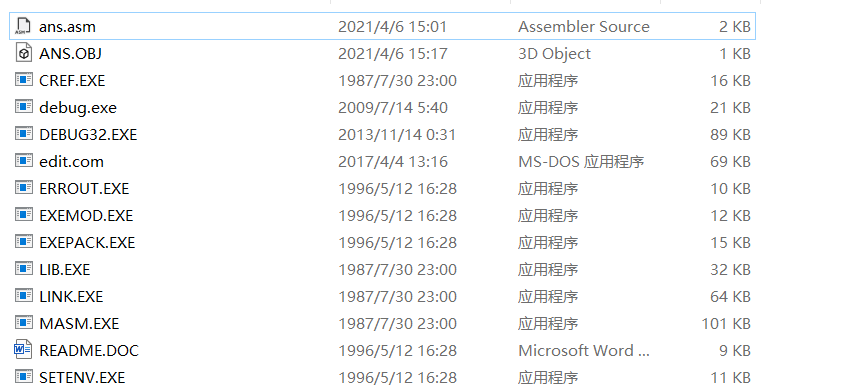 ans.asm 2021/4/6 15:01 Assembler Source 2 KB
ANS.OBJ 2021/4/6 15:17 3D Object 1 KB
CREF.EXE 1987/7/30 23:00 应用程序 16 KB
debug.exe 2009/7/14 5:40 应用程序 21 KB
DEBUG32.EXE 2013/11/14 0:31 应用程序 89 KB
edit.com 2017/4/4 13:16 MS-DOS 应用程序 69 KB
ERROUT.EXE 1996/5/12 16:28 应用程序 10 KB
EXEMOD.EXE 1996/5/12 16:28 应用程序 12 KB
EXEPACK.EXE 1996/5/12 16:28 应用程序 15 KB
LIB.EXE 1987/7/30 23:00 应用程序 32 KB
LINK.EXE 1987/7/30 23:00 应用程序 64 KB
MASM.EXE 1987/7/30 23:00 应用程序 101 KB
README.DOC 1996/5/12 16:28 Microsoft Word ... 9 KB
SETENV.EXE 1996/5/12 16:28 应用程序 11 KB